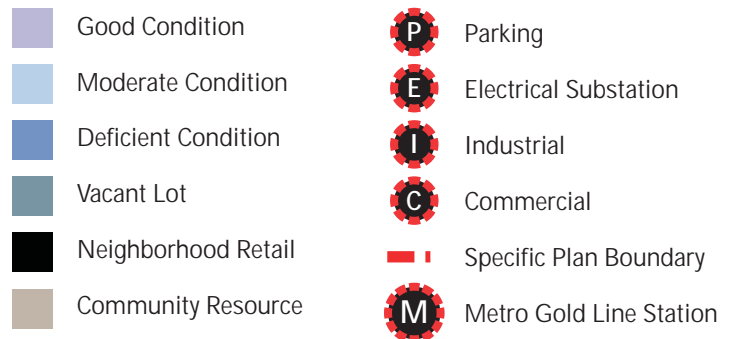 Good Condition
Moderate Condition
Deficient Condition
Vacant Lot
Neighborhood Retail
Community Resource
P Parking
E Electrical Substation
I Industrial
C Commercial
Specific Plan Boundary
M Metro Gold Line Station